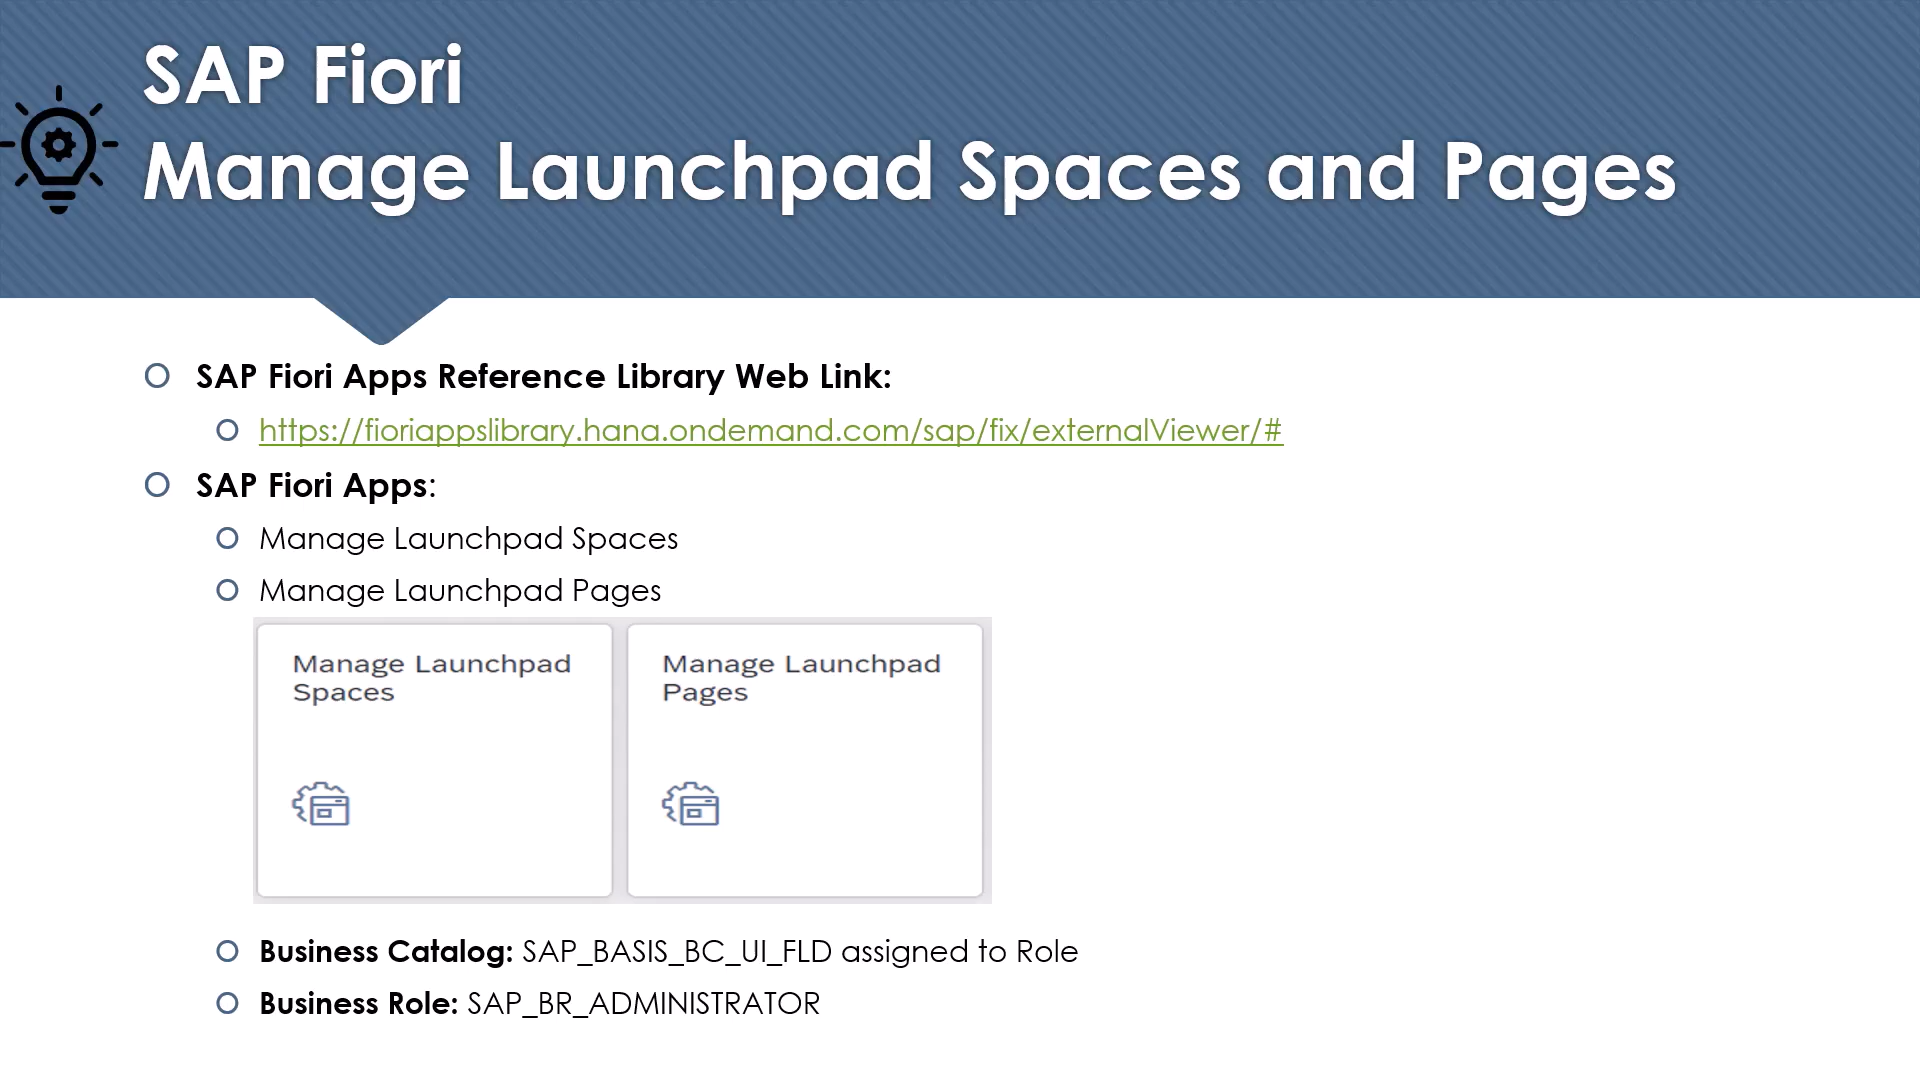 SAP Fiori
Manage Launchpad Spaces and Pages
SAP Fiori Apps Reference Library Web Link:
https://fioriappslibrary.hana.ondemand.com/sap/fix/externalViewer/#
SAP Fiori Apps:
Manage Launchpad Spaces
Manage Launchpad Pages
Manage Launchpad
Spaces
Manage Launchpad
Pages
Business Catalog: SAP_BASIS_BC_UI_FLD assigned to Role
Business Role: SAP_BR_ADMINISTRATOR